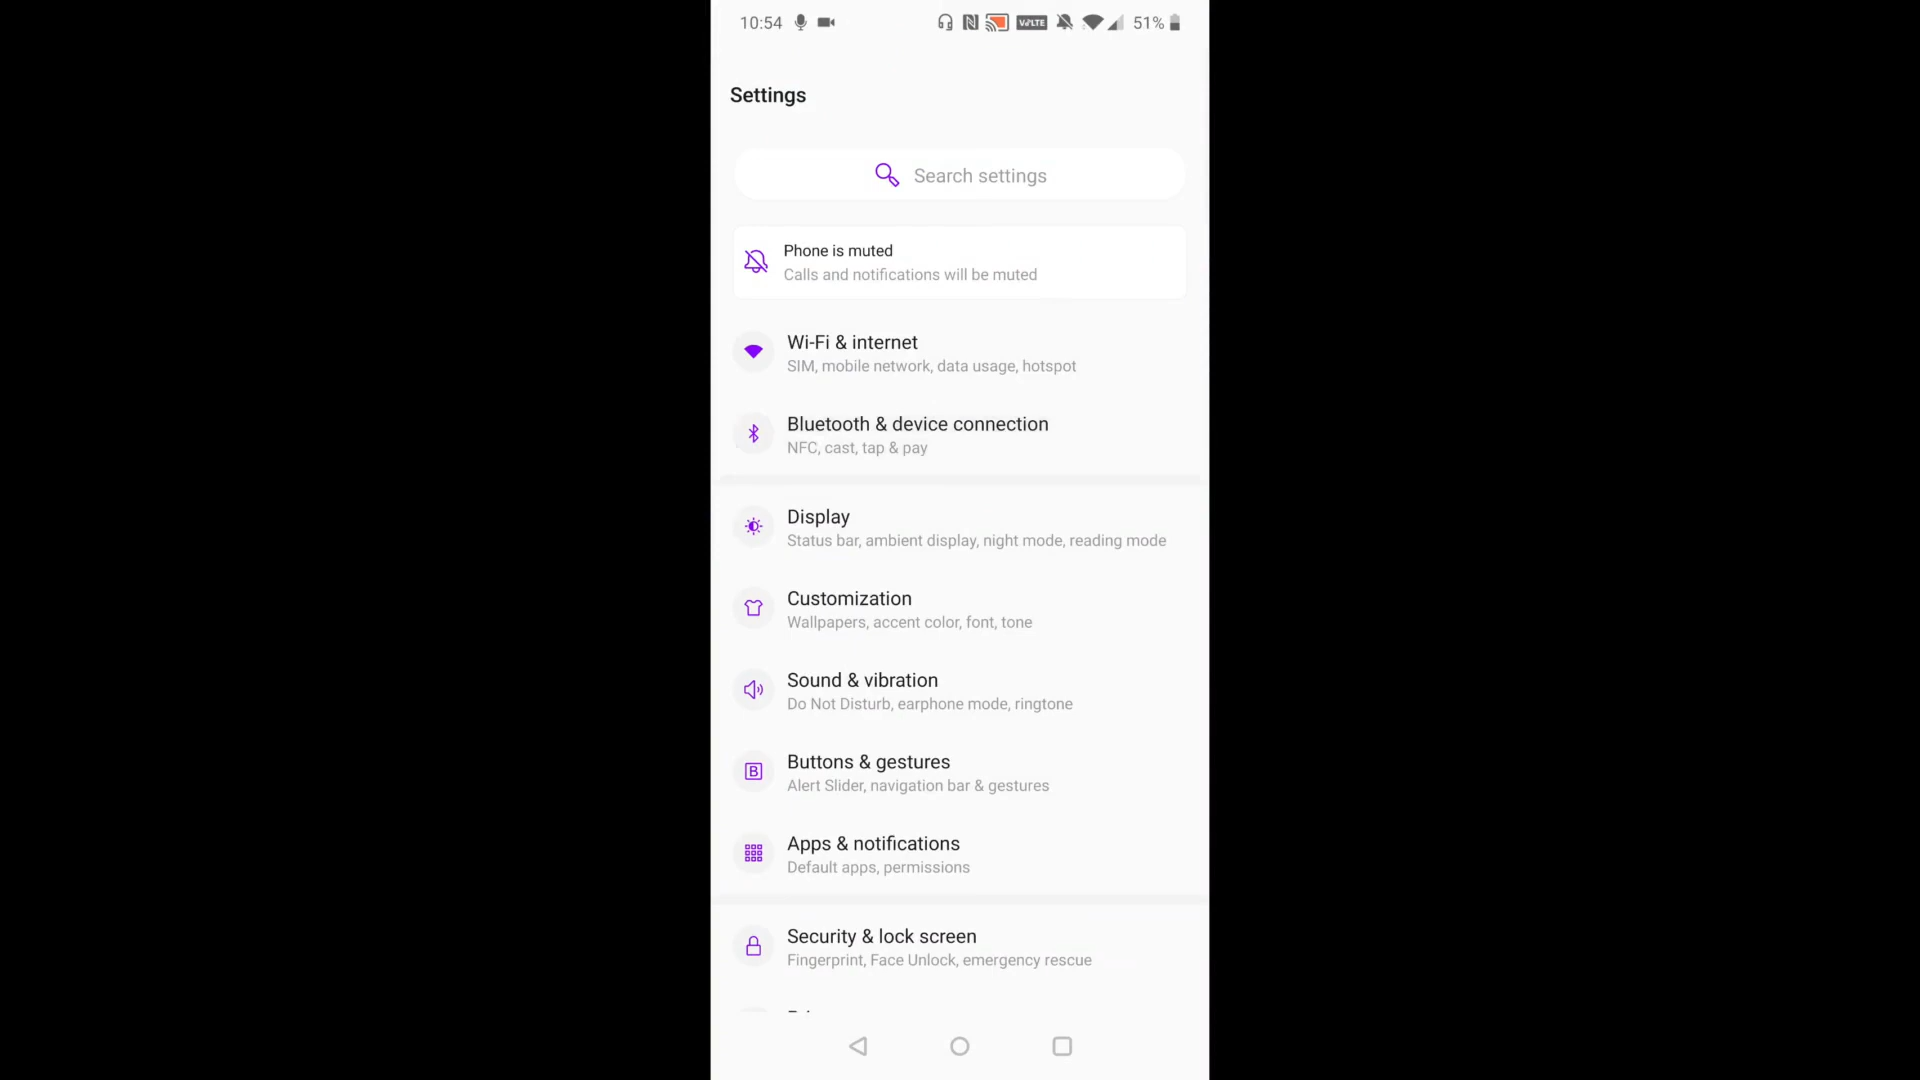 10:54
VoLTE
51%
Settings
Search settings
Phone is muted
Calls and notifications will be muted
Wi-Fi & internet
SIM, mobile network, data usage, hotspot
Bluetooth & device connection
NFC, cast, tap & pay
Display
Status bar, ambient display, night mode, reading mode
Customization
Wallpapers, accent color, font, tone
Sound & vibration
Do Not Disturb, earphone mode, ringtone
Buttons & gestures
Alert Slider, navigation bar & gestures
Apps & notifications
Default apps, permissions
Security & lock screen
Fingerprint, Face Unlock, emergency rescue